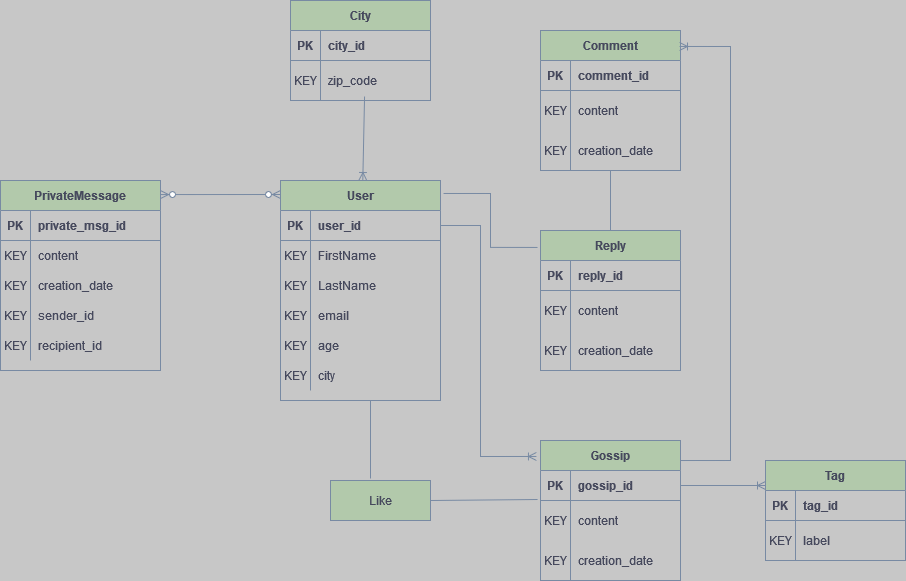 City
PK city_id
KEY zip_code
Comment
PK comment_id
KEY content
KEY creation_date
PrivateMessage
PK private_msg_id
KEY content
KEY creation_date
KEY sender_id
KEY recipient_id
User
PK user_id
KEY FirstName
KEY LastName
KEY email
KEY age
KEY city
Reply
PK reply_id
KEY content
KEY creation_date
Like
Gossip
PK gossip_id
KEY content
KEY creation_date
Tag
PK tag_id
KEY label